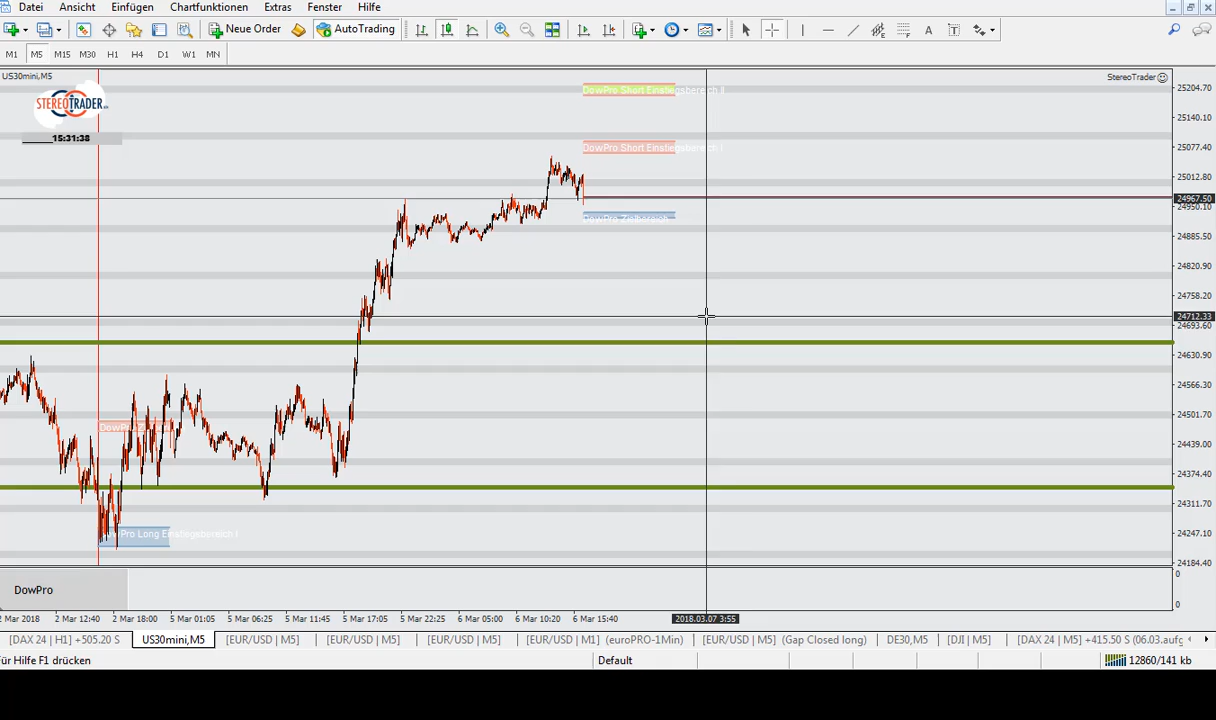 Datei Ansicht Einfügen Chartfunktionen Extras Fenster Hilfe
Neue Order AutoTrading
M1 M5 M15 M30 H1 H4 D1 W1 MN
US30mini,M5
StereoTrader
STEREOTRADER
15:31:38
DowPro Short Einstiegsbereich II
DowPro Short Einstiegsbereich I
DowPro Zielbereich
DowPro
DowPro Long Einstiegsbereich I
25204.70
25140.10
25077.40
25012.80
24967.50
24950.10
24885.50
24820.90
24758.20
24712.33
24693.60
24630.90
24566.30
24501.70
24439.00
24374.40
24311.70
24247.10
24184.40
0
DowPro
0
2 Mar 2018 2 Mar 12:40 2 Mar 18:00 5 Mar 01:05 5 Mar 06:25 5 Mar 11:45 5 Mar 17:05 5 Mar 22:25 6 Mar 05:00 6 Mar 10:20 6 Mar 15:40 2018.03.07 3:55
[DAX 24 | H1] +505.20 S US30mini,M5 [EUR/USD | M5] [EUR/USD | M5] [EUR/USD | M5] [EUR/USD | M1] (euroPRO-1Min) [EUR/USD | M5] (Gap Closed long) DE30,M5 [DJI | M5] [DAX 24 | M5] +415.50 S (06.03.aufg
Für Hilfe F1 drücken Default 12860/141 kb